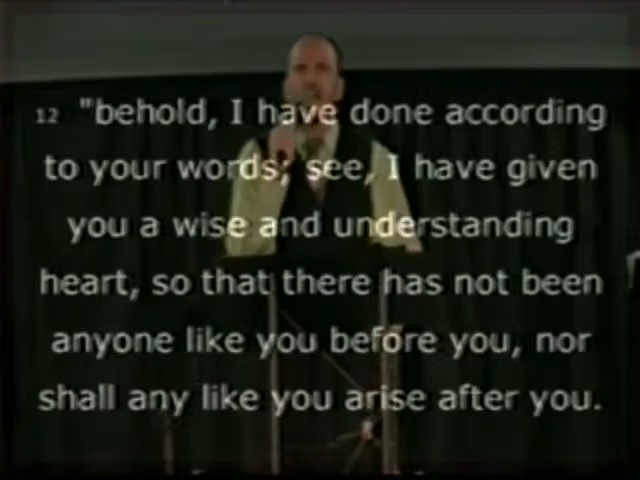 12 "behold, I have done according
to your words; see, I have given
you a wise and understanding
heart, so that there has not been
anyone like you before you, nor
shall any like you arise after you.